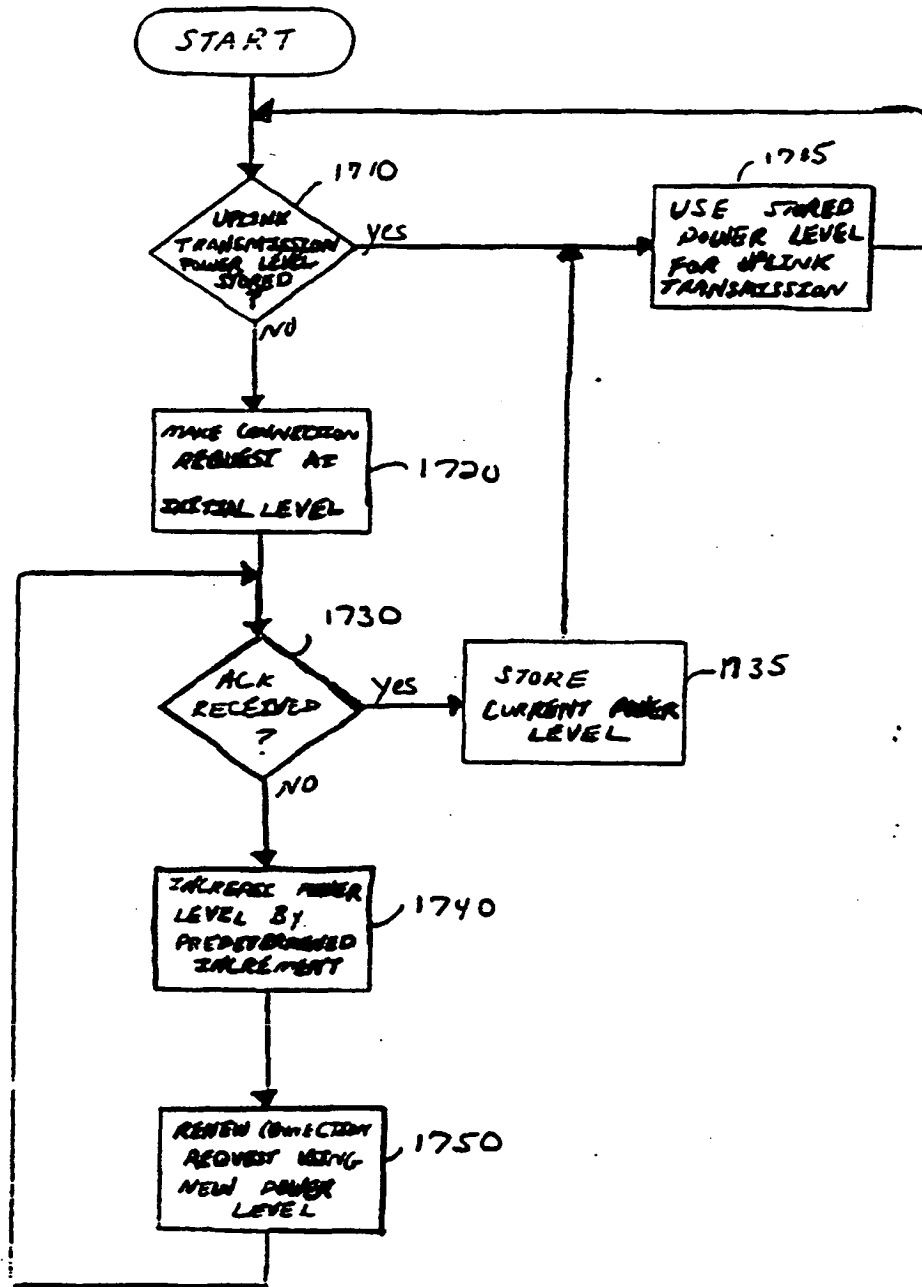 START
1710
UPLINK
TRANSMISSION
POWER LEVEL
STORED
?
yes
NO
1715
USE STORED
POWER LEVEL
FOR UPLINK
TRANSMISSION
MAKE CONNECTION
REQUEST AT
INITIAL LEVEL
1720
1730
ACK
RECEIVED
?
yes
NO
STORE
CURRENT POWER
LEVEL
1735
INCREASE POWER
LEVEL BY
PREDETERMINED
INCREMENT
1740
RENEW CONNECTION
REQUEST USING
NEW POWER
LEVEL
1750